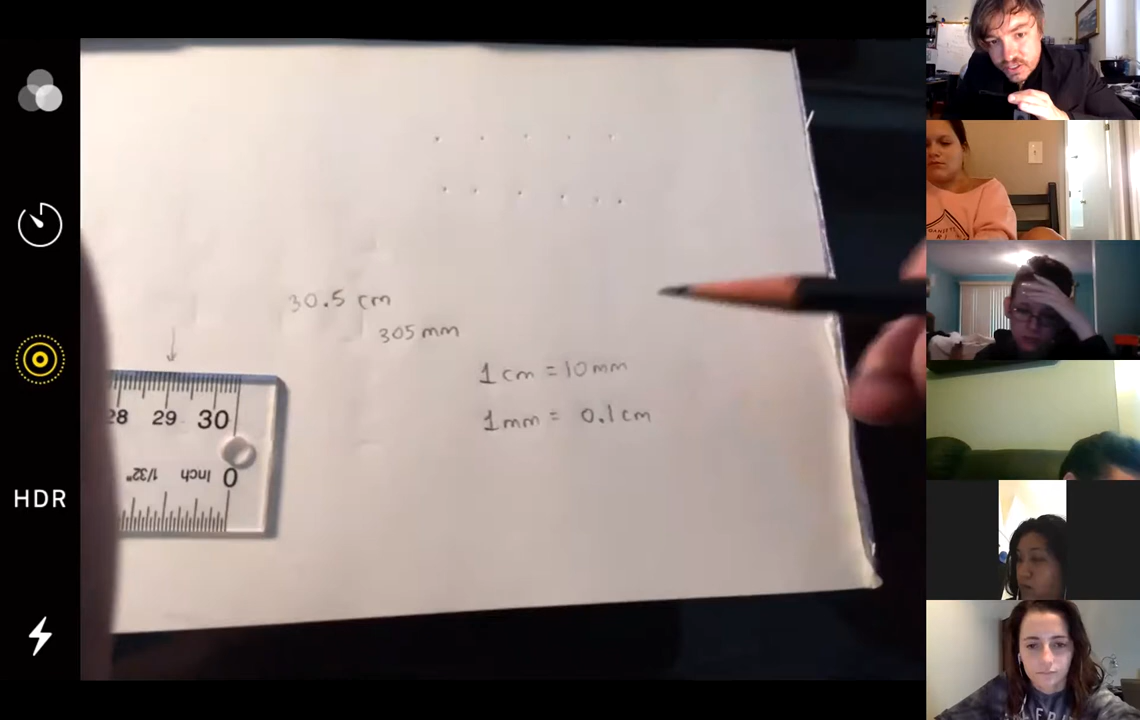 30.5 cm
305 mm
1 cm = 10 mm
1 mm = 0.1 cm
28 29 30
1/32" Inch 0
HDR